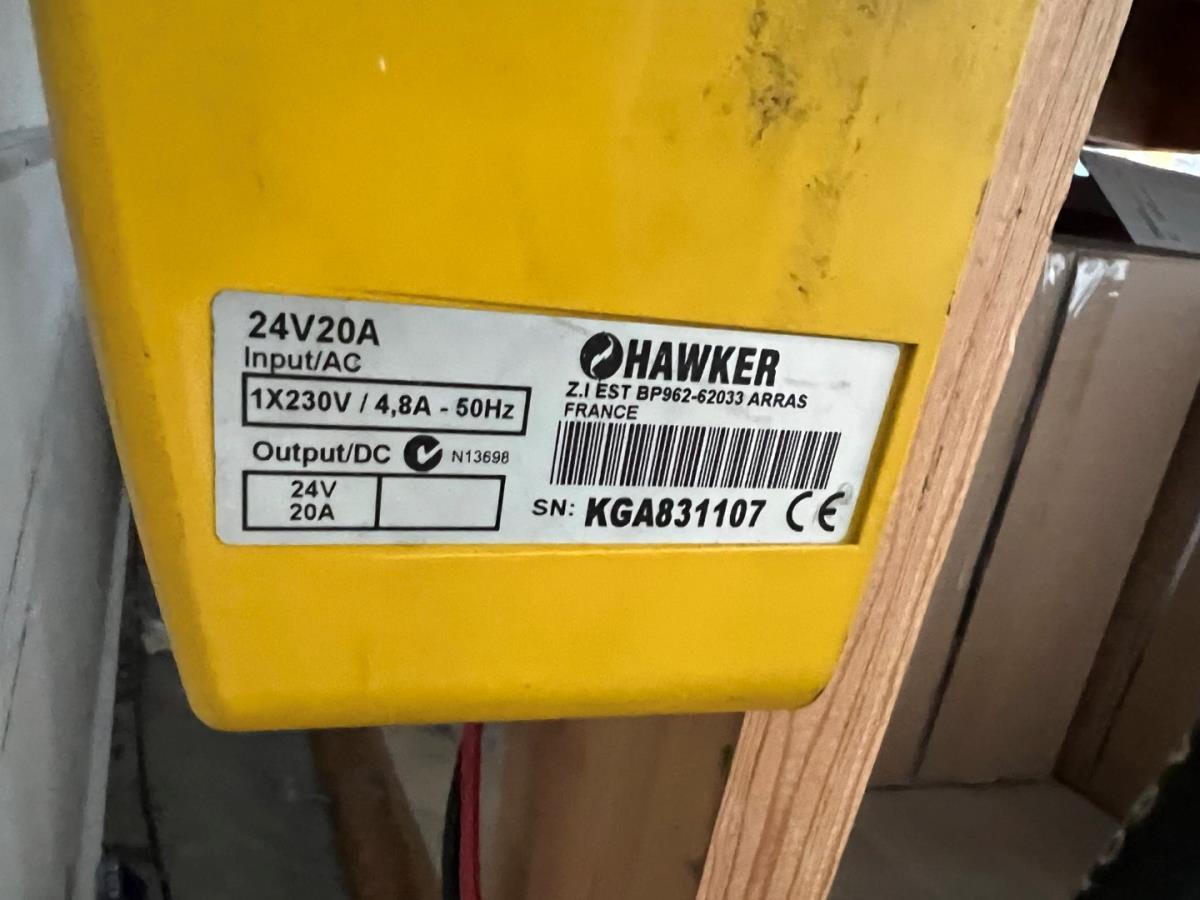 24V20A
Input/AC
1X230V / 4,8A - 50Hz
Output/DC N13698
24V
20A
HAWKER
Z.I EST BP962-62033 ARRAS
FRANCE
SN: KGA831107 CE